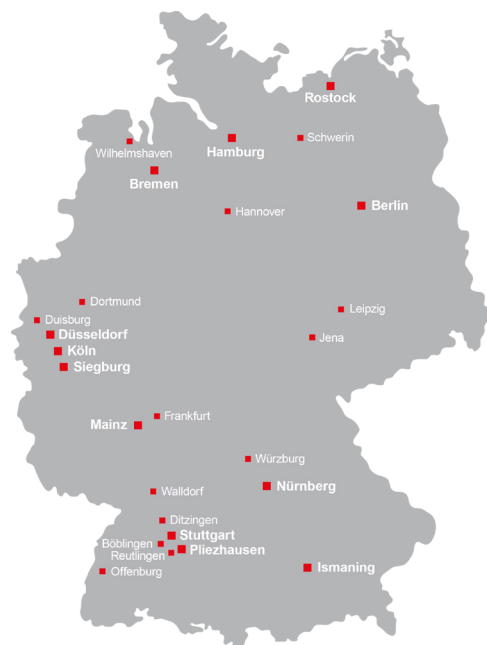 Rostock
Schwerin
Hamburg
Wilhelmshaven
Bremen
Berlin
Hannover
Dortmund
Leipzig
Duisburg
Düsseldorf
Jena
Köln
Siegburg
Frankfurt
Mainz
Würzburg
Nürnberg
Walldorf
Ditzingen
Stuttgart
Böblingen
Pliezhausen
Reutlingen
Ismaning
Offenburg